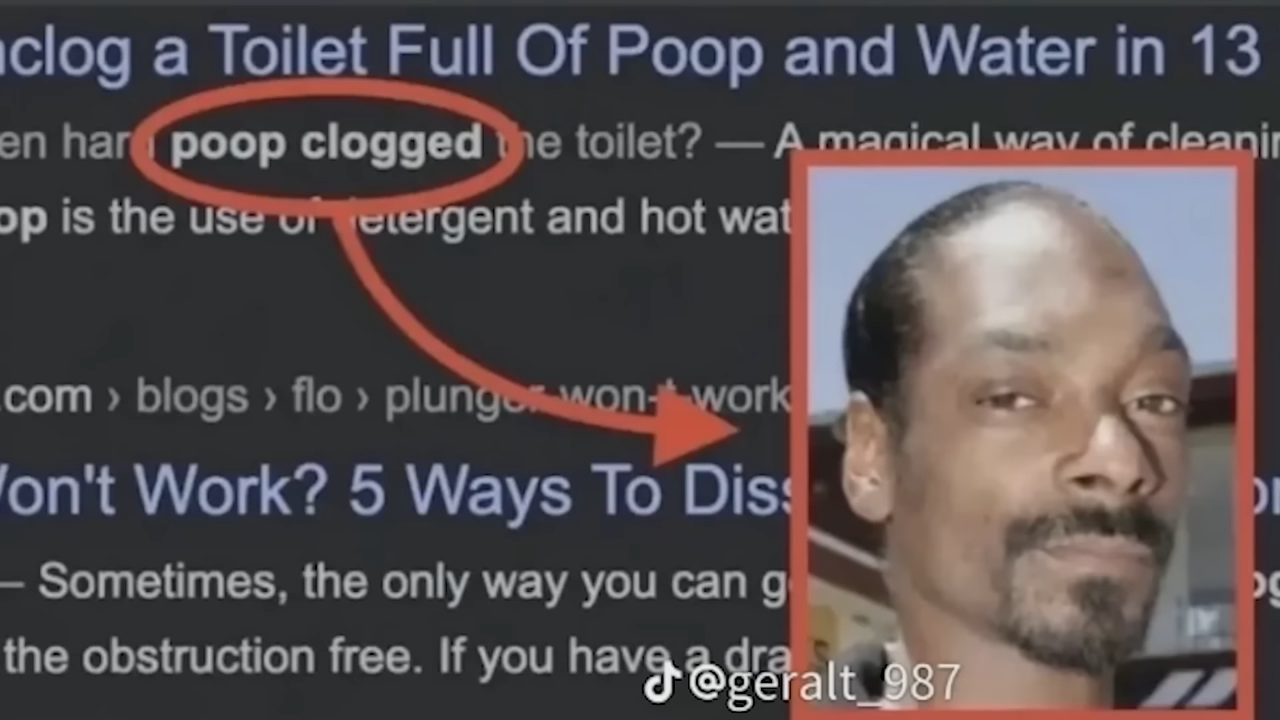 nclog a Toilet Full Of Poop and Water in 13
en har poop clogged the toilet? — A magical way of cleanin
op is the use of detergent and hot wat
.com › blogs › flo › plunger-won-t-work
Won't Work? 5 Ways To Diss
— Sometimes, the only way you can g
the obstruction free. If you have a dra
@geralt_987